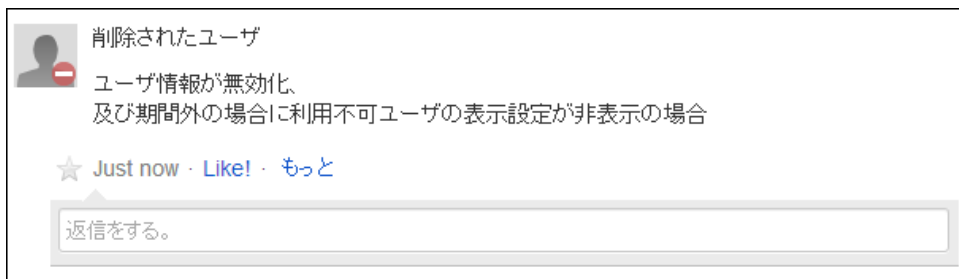 削除されたユーザ
ユーザ情報が無効化、
及び期間外の場合に利用不可ユーザの表示設定が非表示の場合
Just now · Like! · もっと
返信をする。